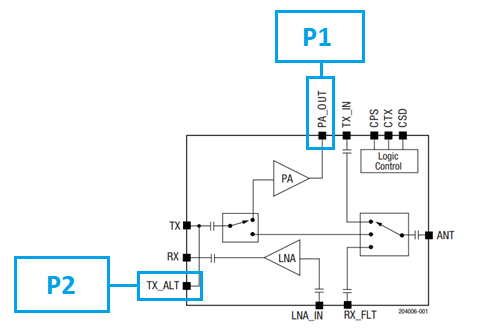 P1
PA_OUT
TX_IN
CPS
CTX
CSD
Logic
Control
PA
TX
ANT
RX
LNA
P2
TX_ALT
LNA_IN
RX_FLT
204006-001